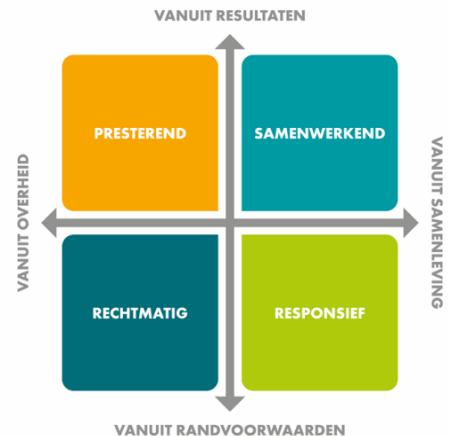 VANUIT RESULTATEN
PRESTEREND
SAMENWERKEND
VANUIT OVERHEID
VANUIT SAMENLEVING
RECHTMATIG
RESPONSIEF
VANUIT RANDVOORWAARDEN